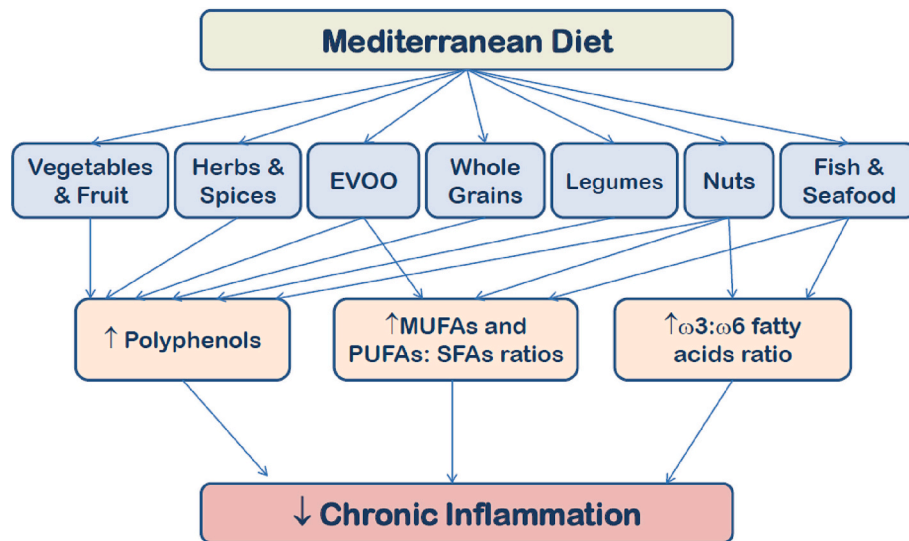 Mediterranean Diet
Vegetables
& Fruit
Herbs &
Spices
EVOO
Whole
Grains
Legumes
Nuts
Fish &
Seafood
↑ Polyphenols
↑MUFAs and
PUFAs: SFAs ratios
↑ω3:ω6 fatty
acids ratio
↓ Chronic Inflammation